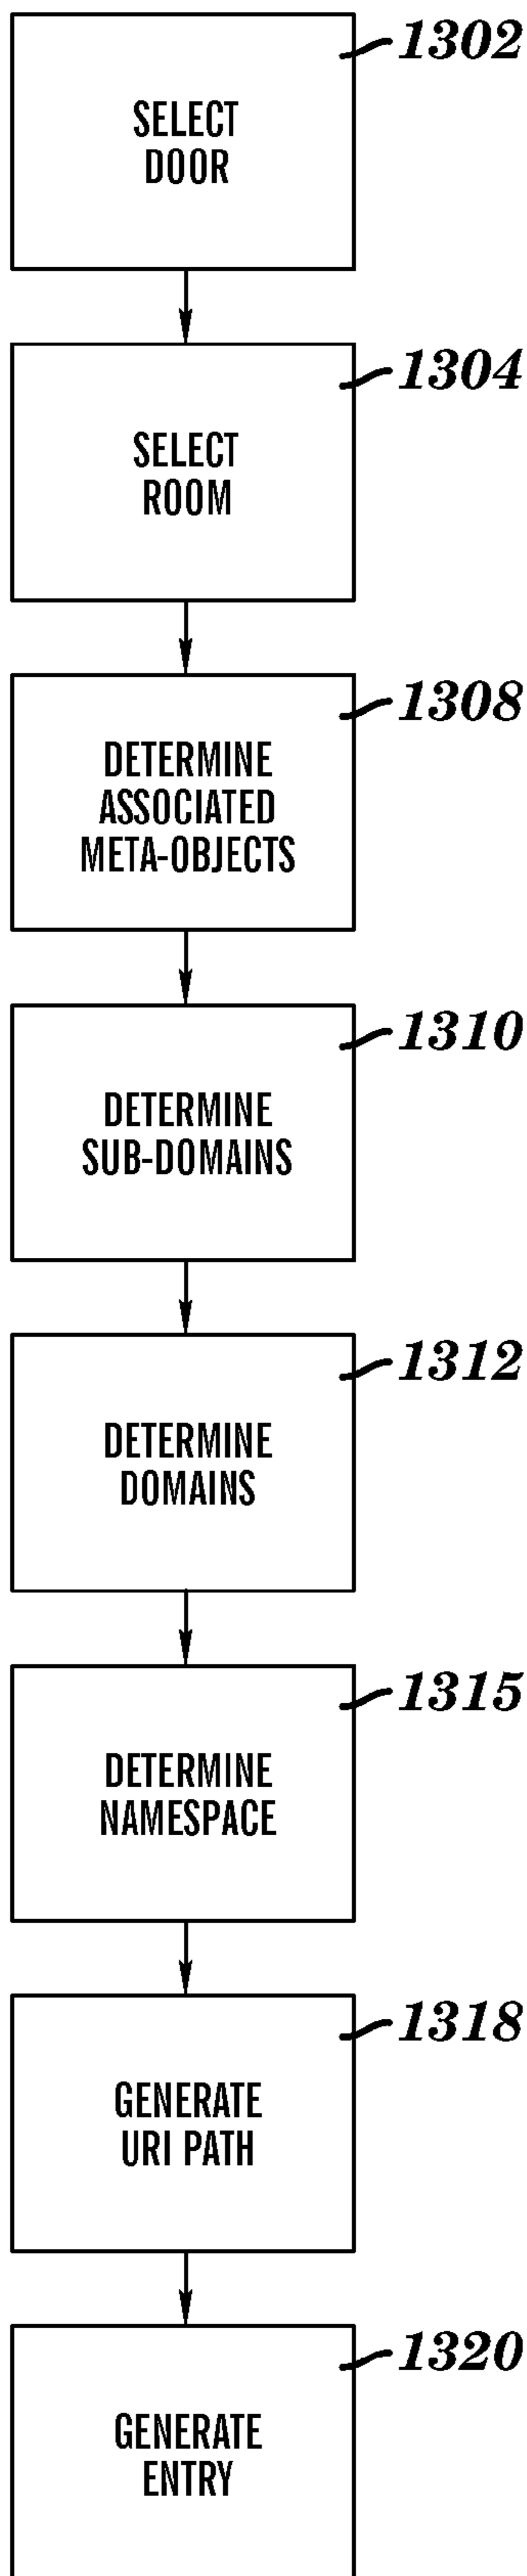 1302
SELECT
DOOR
1304
SELECT
ROOM
1308
DETERMINE
ASSOCIATED
META-OBJECTS
1310
DETERMINE
SUB-DOMAINS
1312
DETERMINE
DOMAINS
1315
DETERMINE
NAMESPACE
1318
GENERATE
URI PATH
1320
GENERATE
ENTRY